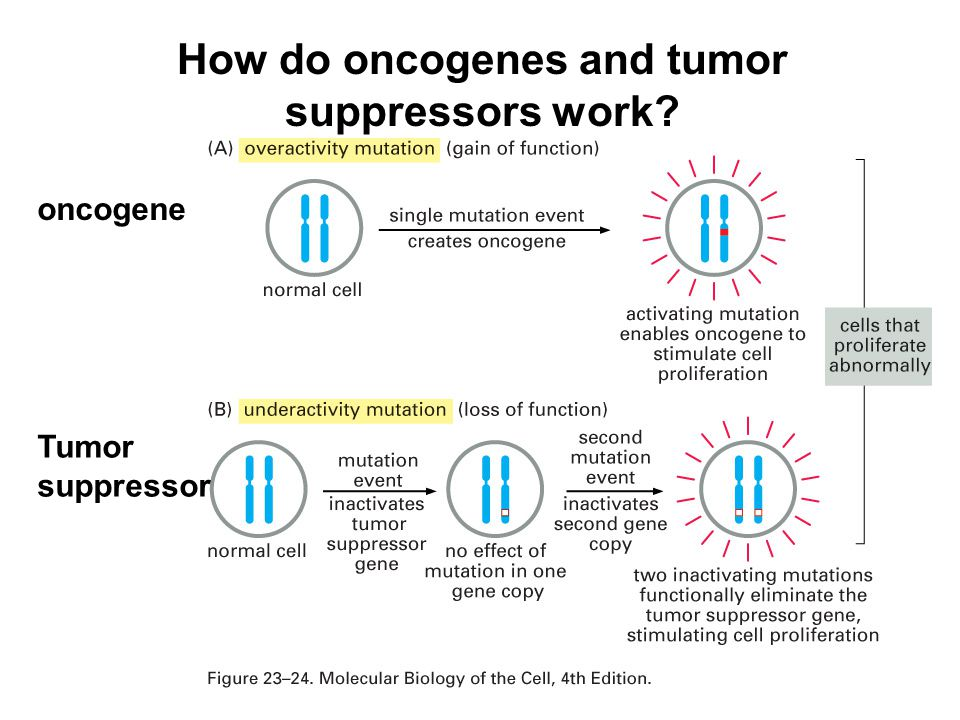 How do oncogenes and tumor
suppressors work?
(A) overactivity mutation (gain of function)
oncogene
single mutation event
creates oncogene
normal cell
activating mutation
enables oncogene to
stimulate cell
proliferation
cells that
proliferate
abnormally
(B) underactivity mutation (loss of function)
Tumor
suppressor
normal cell
mutation
event
inactivates
tumor
suppressor
gene
no effect of
mutation in one
gene copy
second
mutation
event
inactivates
second gene
copy
two inactivating mutations
functionally eliminate the
tumor suppressor gene,
stimulating cell proliferation
Figure 23–24. Molecular Biology of the Cell, 4th Edition.